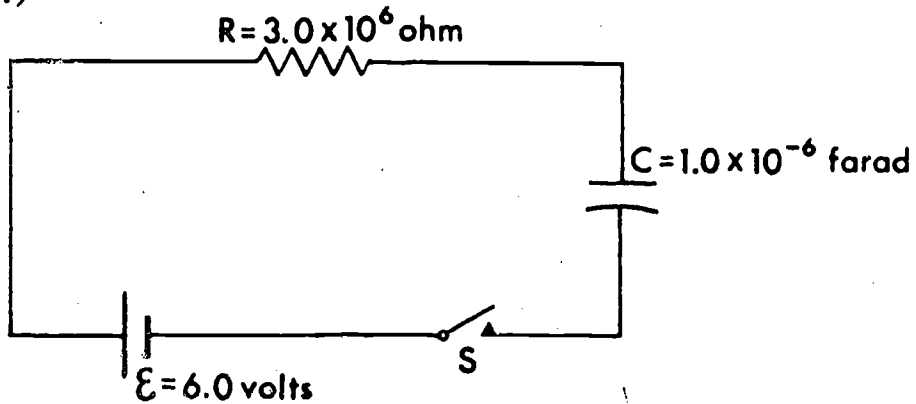 R = 3.0 x 10⁶ ohm
C = 1.0 x 10⁻⁶ farad
S
Ɛ = 6.0 volts